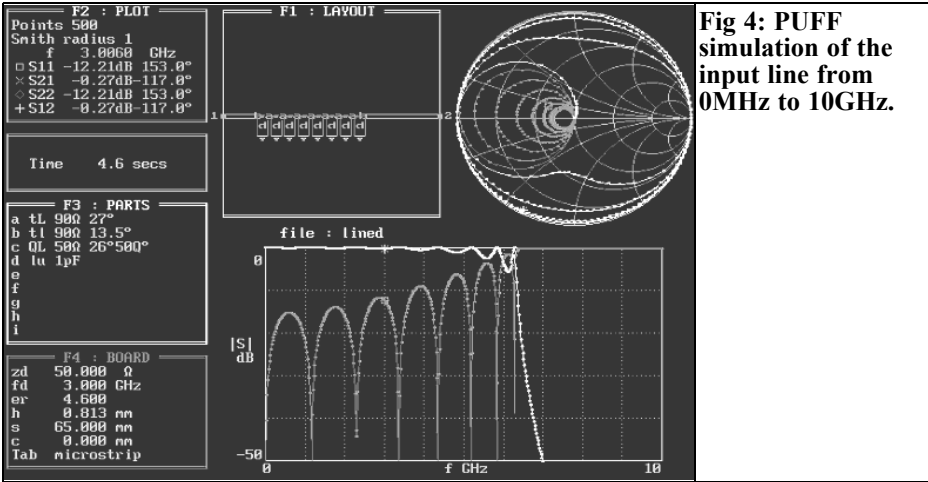 F2 : PLOT
Points 500
Smith radius 1
f 3.0060 GHz
□ S11 -12.21dB 153.0°
× S21 -0.27dB-117.0°
◇ S22 -12.21dB 153.0°
+ S12 -0.27dB-117.0°
Time 4.6 secs
F3 : PARTS
a tL 90Ω 27°
b tl 90Ω 13.5°
c QL 50Ω 26°50Q°
d lu 1pF
e
f
g
h
i
F4 : BOARD
zd 50.000 Ω
fd 3.000 GHz
er 4.600
h 0.813 mm
s 65.000 mm
c 0.000 mm
Tab microstrip
F1 : LAYOUT
1 b a a a a a a a b 2
d d d d d d d d
file : lined
0
|S|
dB
-50
0 f GHz 10
Fig 4: PUFF
simulation of the
input line from
0MHz to 10GHz.